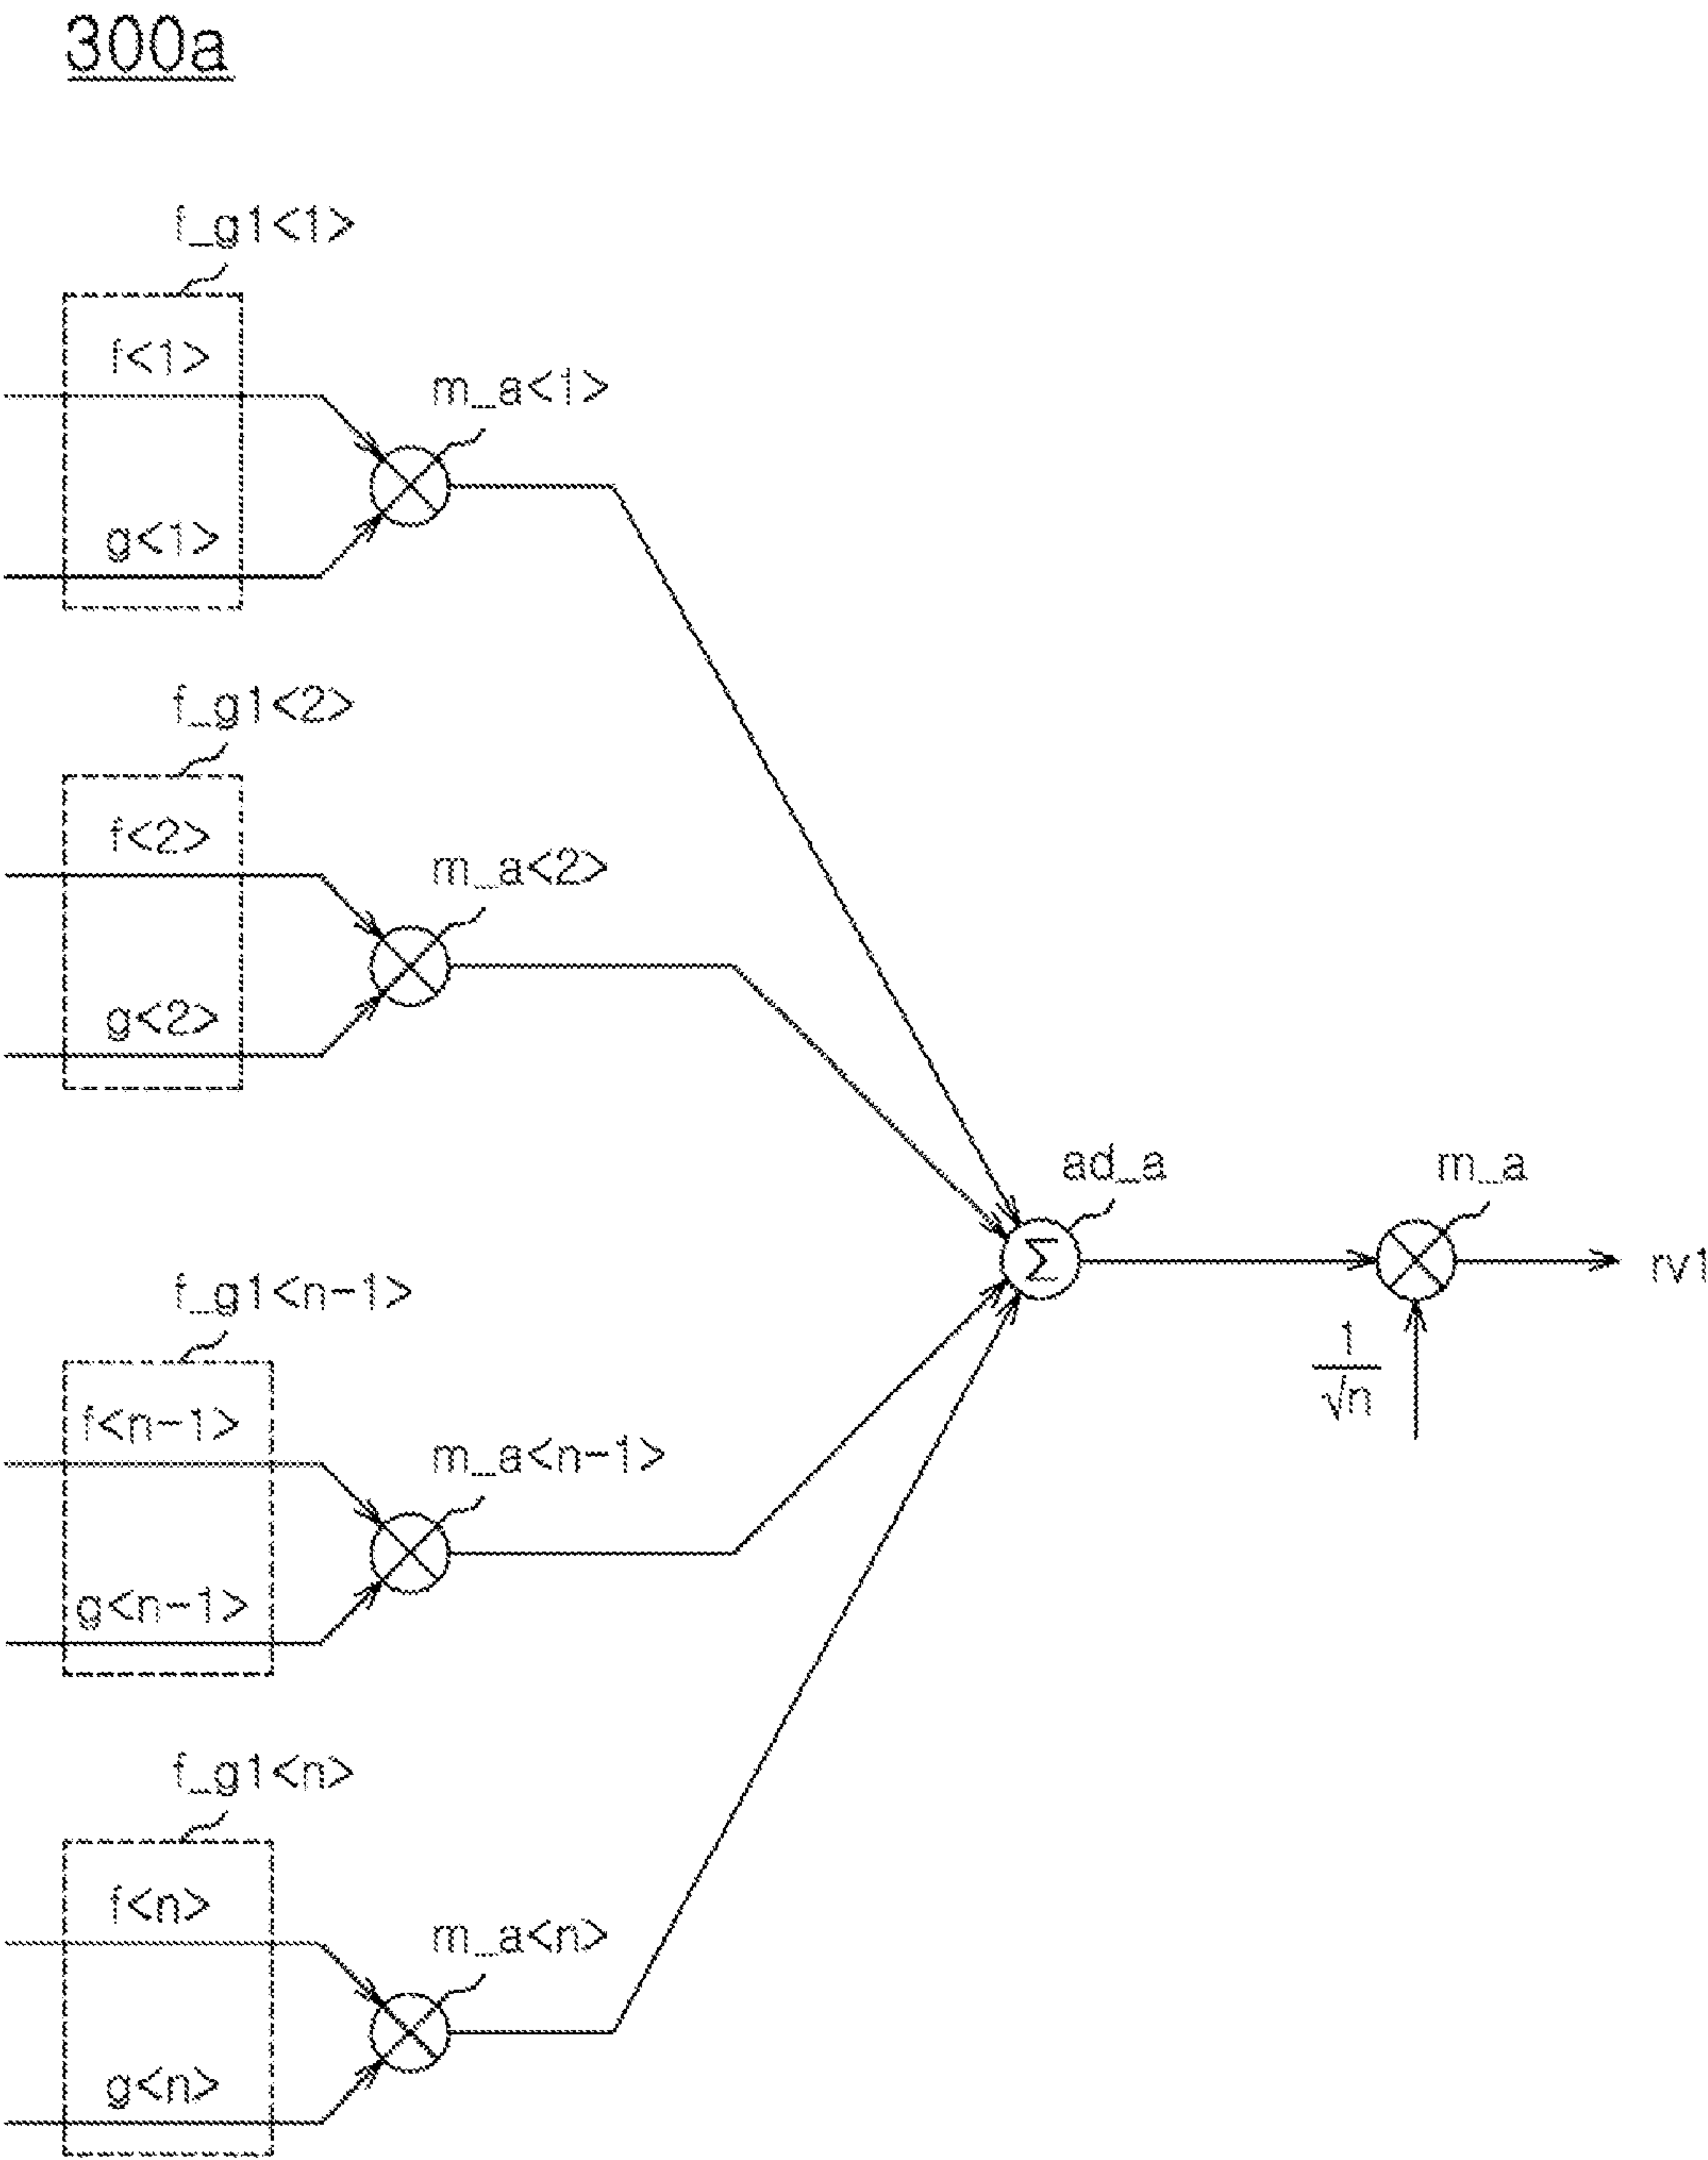 300a
f_g1<1>
f<1>
m_a<1>
g<1>
f_g1<2>
f<2>
m_a<2>
g<2>
ad_a
m_a
Σ
rv1
1
√n
f_g1<n-1>
f<n-1>
m_a<n-1>
g<n-1>
f_g1<n>
f<n>
m_a<n>
g<n>